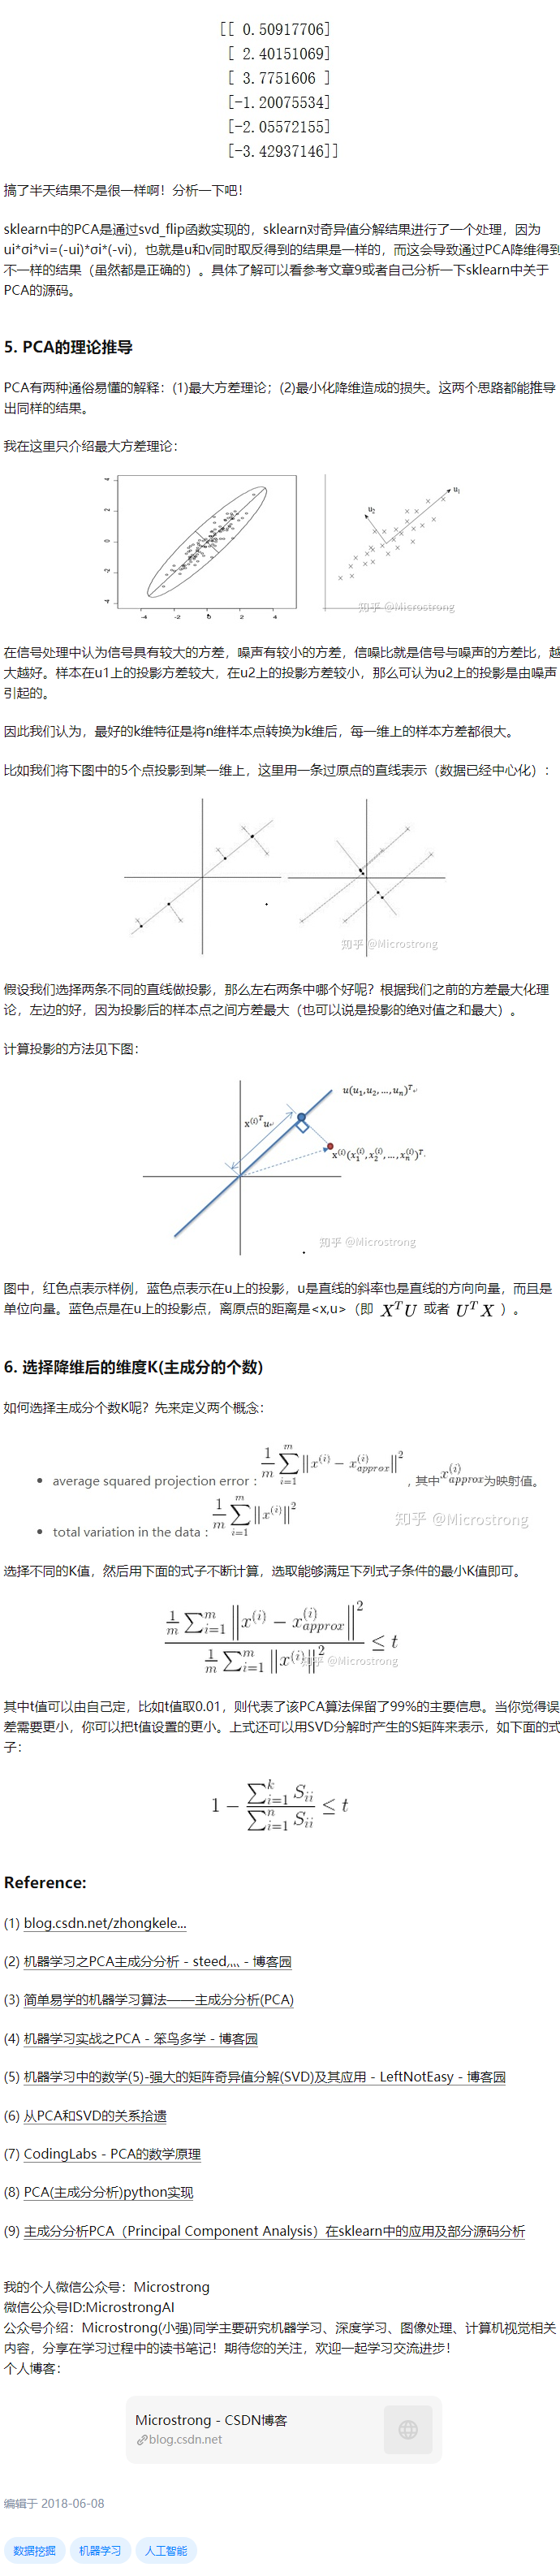 [[ 0.50917706]
[ 2.40151069]
[ 3.7751606 ]
[-1.20075534]
[-2.05572155]
[-3.42937146]]
搞了半天结果不是很一样啊！分析一下吧！
sklearn中的PCA是通过svd_flip函数实现的，sklearn对奇异值分解结果进行了一个处理，因为
ui*σi*vi=(-ui)*σi*(-vi)，也就是u和v同时取反得到的结果是一样的，而这会导致通过PCA降维得到
不一样的结果（虽然都是正确的）。具体了解可以看参考文章9或者自己分析一下sklearn中关于
PCA的源码。
5. PCA的理论推导
PCA有两种通俗易懂的解释：(1)最大方差理论；(2)最小化降维造成的损失。这两个思路都能推导
出同样的结果。
我在这里只介绍最大方差理论：
4
2
0
-2
-4
-4 -2 0 2 4
u₁
u₂
知乎 @Microstrong
在信号处理中认为信号具有较大的方差，噪声有较小的方差，信噪比就是信号与噪声的方差比，越
大越好。样本在u1上的投影方差较大，在u2上的投影方差较小，那么可认为u2上的投影是由噪声
引起的。
因此我们认为，最好的k维特征是将n维样本点转换为k维后，每一维上的样本方差都很大。
比如我们将下图中的5个点投影到某一维上，这里用一条过原点的直线表示（数据已经中心化）：
知乎 @Microstrong
假设我们选择两条不同的直线做投影，那么左右两条中哪个好呢？根据我们之前的方差最大化理
论，左边的好，因为投影后的样本点之间方差最大（也可以说是投影的绝对值之和最大）。
计算投影的方法见下图：
u(u₁,u₂,…,uₙ)ᵀ
x⁽ⁱ⁾ᵀu
x⁽ⁱ⁾(x₁⁽ⁱ⁾,x₂⁽ⁱ⁾,…,xₙ⁽ⁱ⁾)ᵀ
知乎 @Microstrong
图中，红色点表示样例，蓝色点表示在u上的投影，u是直线的斜率也是直线的方向向量，而且是
单位向量。蓝色点是在u上的投影点，离原点的距离是<x,u>（即 XᵀU 或者 UᵀX ）。
6. 选择降维后的维度K(主成分的个数)
如何选择主成分个数K呢？先来定义两个概念：
• average squared projection error : \frac{1}{m}\sum_{i=1}^{m}\|x^{(i)}-x_{approx}^{(i)}\|^2，其中x_{approx}^{(i)}为映射值。
• total variation in the data : \frac{1}{m}\sum_{i=1}^{m}\|x^{(i)}\|^2
知乎 @Microstrong
选择不同的K值，然后用下面的式子不断计算，选取能够满足下列式子条件的最小K值即可。
\frac{\frac{1}{m}\sum_{i=1}^{m}\|x^{(i)}-x_{approx}^{(i)}\|^2}{\frac{1}{m}\sum_{i=1}^{m}\|x^{(i)}\|^2} ≤ t
知乎 @Microstrong
其中t值可以由自己定，比如t值取0.01，则代表了该PCA算法保留了99%的主要信息。当你觉得误
差需要更小，你可以把t值设置的更小。上式还可以用SVD分解时产生的S矩阵来表示，如下面的式
子：
1 - \frac{\sum_{i=1}^{k}S_{ii}}{\sum_{i=1}^{n}S_{ii}} ≤ t
Reference:
(1) blog.csdn.net/zhongkele...
(2) 机器学习之PCA主成分分析 - steed灬 - 博客园
(3) 简单易学的机器学习算法——主成分分析(PCA)
(4) 机器学习实战之PCA - 笨鸟多学 - 博客园
(5) 机器学习中的数学(5)-强大的矩阵奇异值分解(SVD)及其应用 - LeftNotEasy - 博客园
(6) 从PCA和SVD的关系拾遗
(7) CodingLabs - PCA的数学原理
(8) PCA(主成分分析)python实现
(9) 主成分分析PCA（Principal Component Analysis）在sklearn中的应用及部分源码分析
我的个人微信公众号：Microstrong
微信公众号ID:MicrostrongAI
公众号介绍：Microstrong(小强)同学主要研究机器学习、深度学习、图像处理、计算机视觉相关
内容，分享在学习过程中的读书笔记！期待您的关注，欢迎一起学习交流进步！
个人博客：
Microstrong - CSDN博客
blog.csdn.net
编辑于 2018-06-08
数据挖掘 机器学习 人工智能